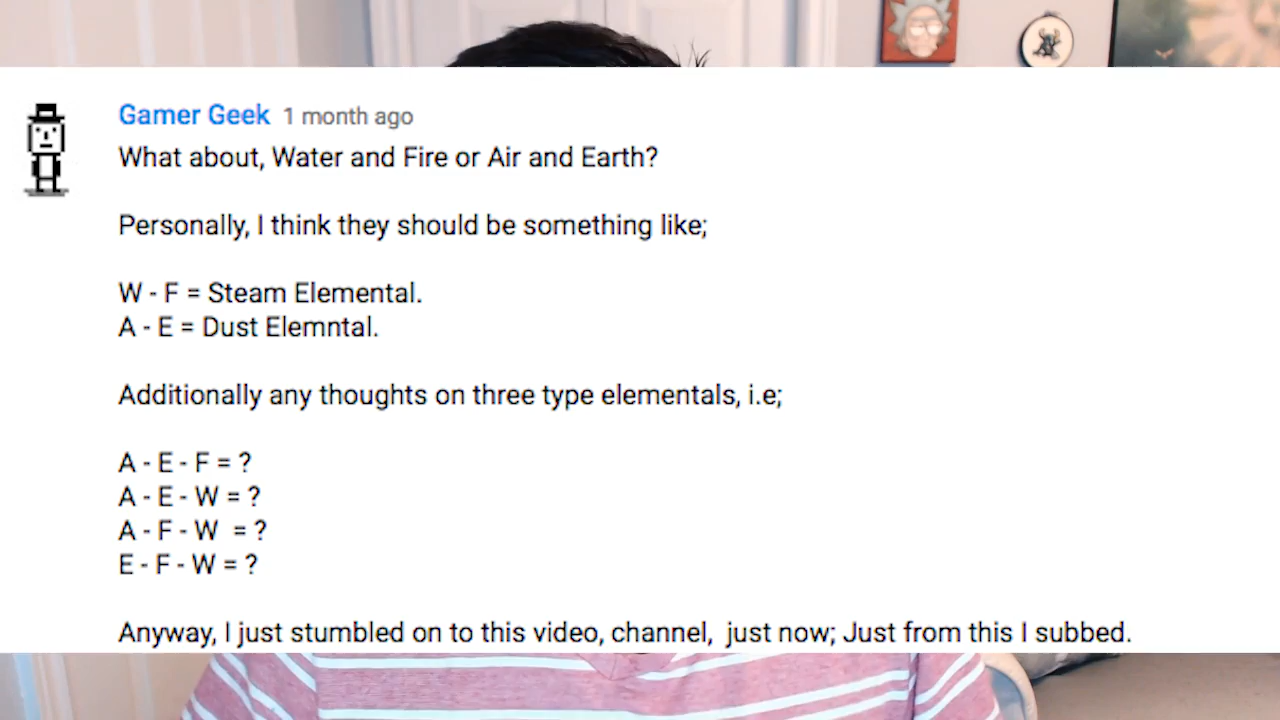 Gamer Geek 1 month ago
What about, Water and Fire or Air and Earth?
Personally, I think they should be something like;
W - F = Steam Elemental.
A - E = Dust Elemntal.
Additionally any thoughts on three type elementals, i.e;
A - E - F = ?
A - E - W = ?
A - F - W = ?
E - F - W = ?
Anyway, I just stumbled on to this video, channel, just now; Just from this I subbed.